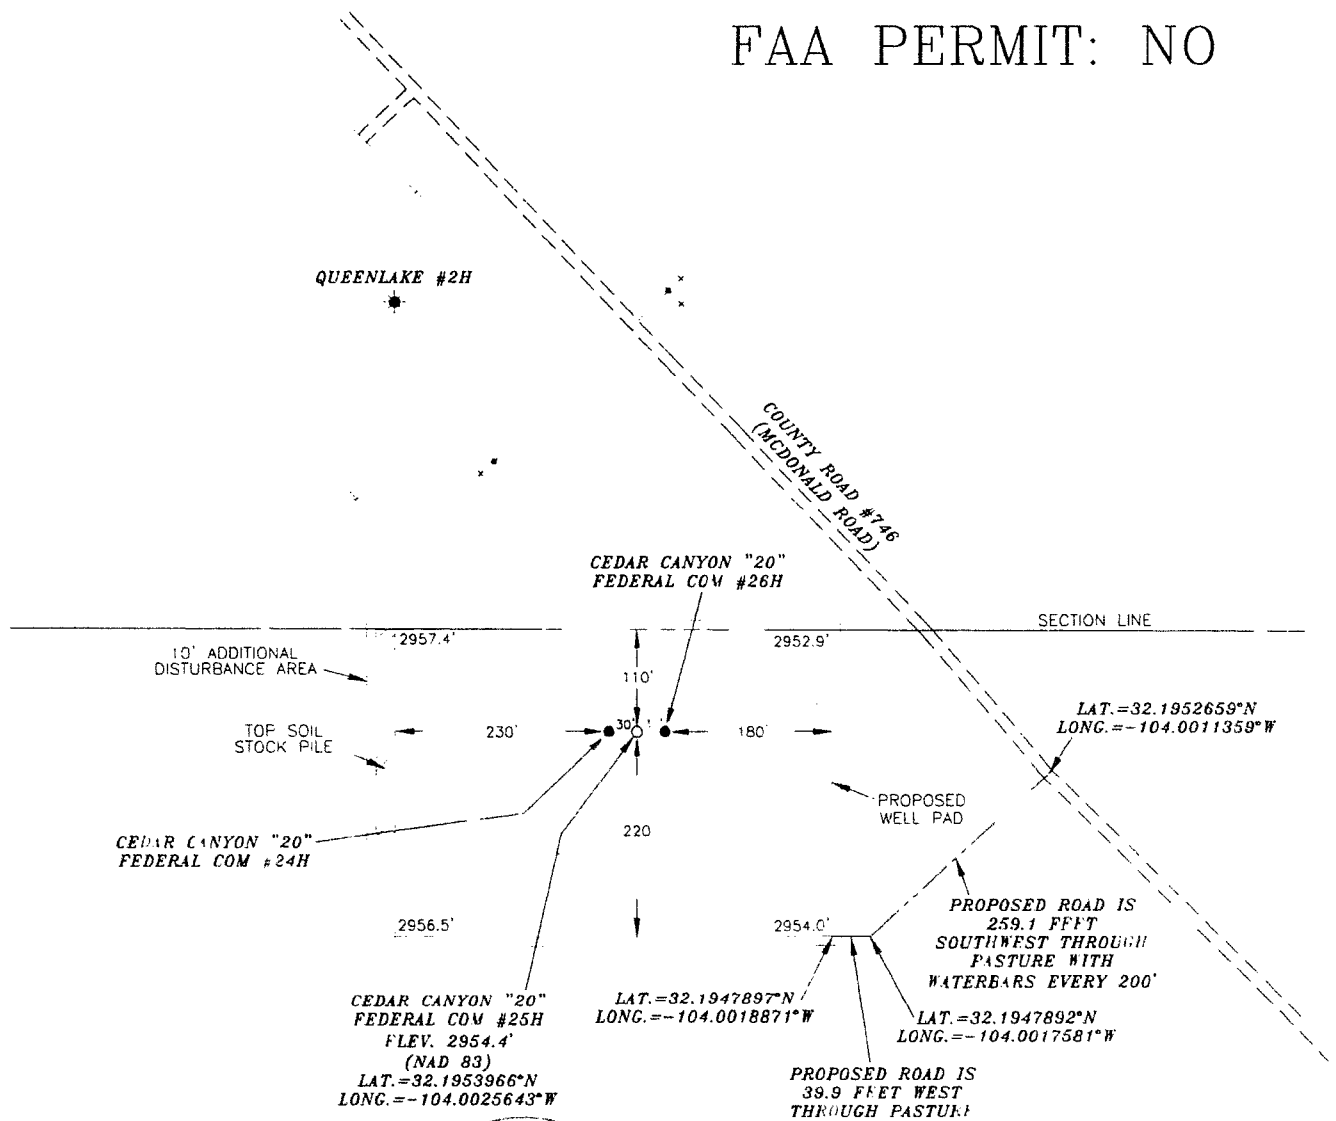 FAA PERMIT: NO
QUEENLAKE #2H
COUNTY ROAD #746
(MCDONALD ROAD)
CEDAR CANYON "20"
FEDERAL COM #26H
SECTION LINE
2957.4'
2952.9'
10' ADDITIONAL
DISTURBANCE AREA
110'
LAT.=32.1952659°N
LONG.=-104.0011359°W
TOP SOIL
STOCK PILE
230'
30'
180'
PROPOSED
WELL PAD
220
CEDAR CANYON "20"
FEDERAL COM #24H
2956.5'
2954.0'
PROPOSED ROAD IS
259.1 FEET
SOUTHWEST THROUGH
PASTURE WITH
WATERBARS EVERY 200'
CEDAR CANYON "20"
FEDERAL COM #25H
ELEV. 2954.4'
(NAD 83)
LAT.=32.1953966°N
LONG.=-104.0025643°W
LAT.=32.1947897°N
LONG.=-104.0018871°W
LAT.=32.1947892°N
LONG.=-104.0017581°W
PROPOSED ROAD IS
39.9 FEET WEST
THROUGH PASTURE